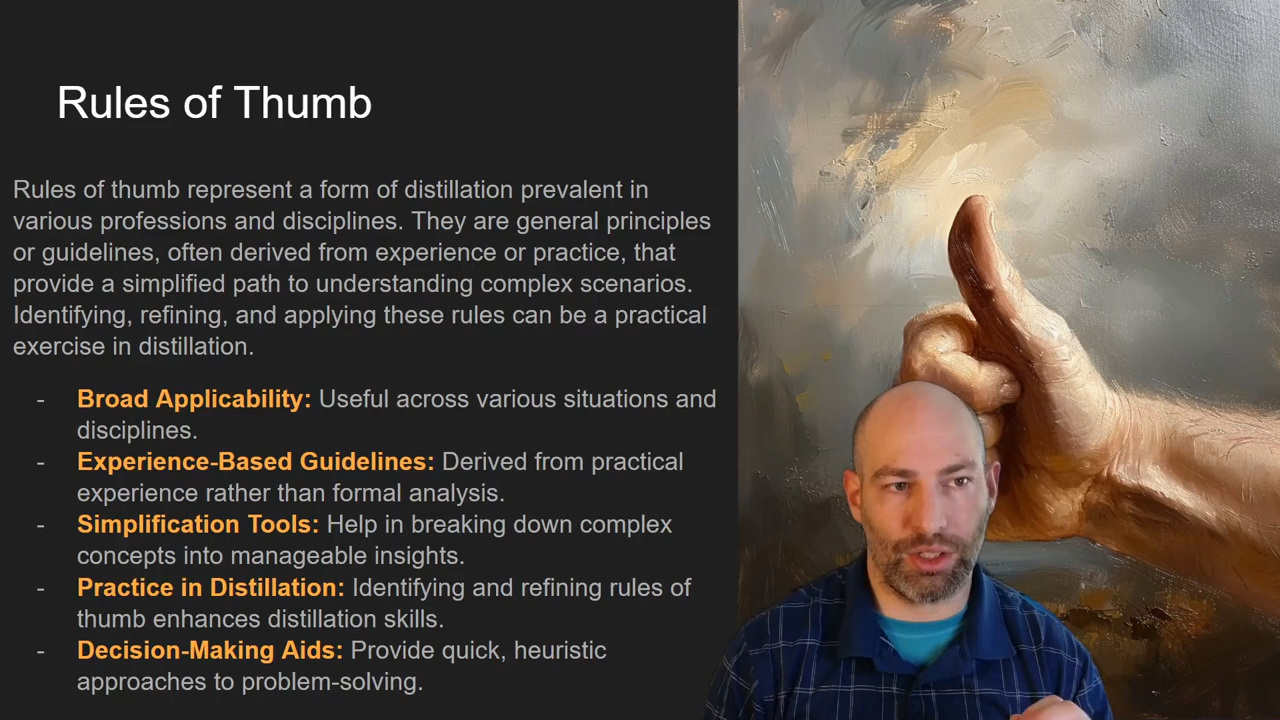 Rules of Thumb
Rules of thumb represent a form of distillation prevalent in
various professions and disciplines. They are general principles
or guidelines, often derived from experience or practice, that
provide a simplified path to understanding complex scenarios.
Identifying, refining, and applying these rules can be a practical
exercise in distillation.
- Broad Applicability: Useful across various situations and
disciplines.
- Experience-Based Guidelines: Derived from practical
experience rather than formal analysis.
- Simplification Tools: Help in breaking down complex
concepts into manageable insights.
- Practice in Distillation: Identifying and refining rules of
thumb enhances distillation skills.
- Decision-Making Aids: Provide quick, heuristic
approaches to problem-solving.